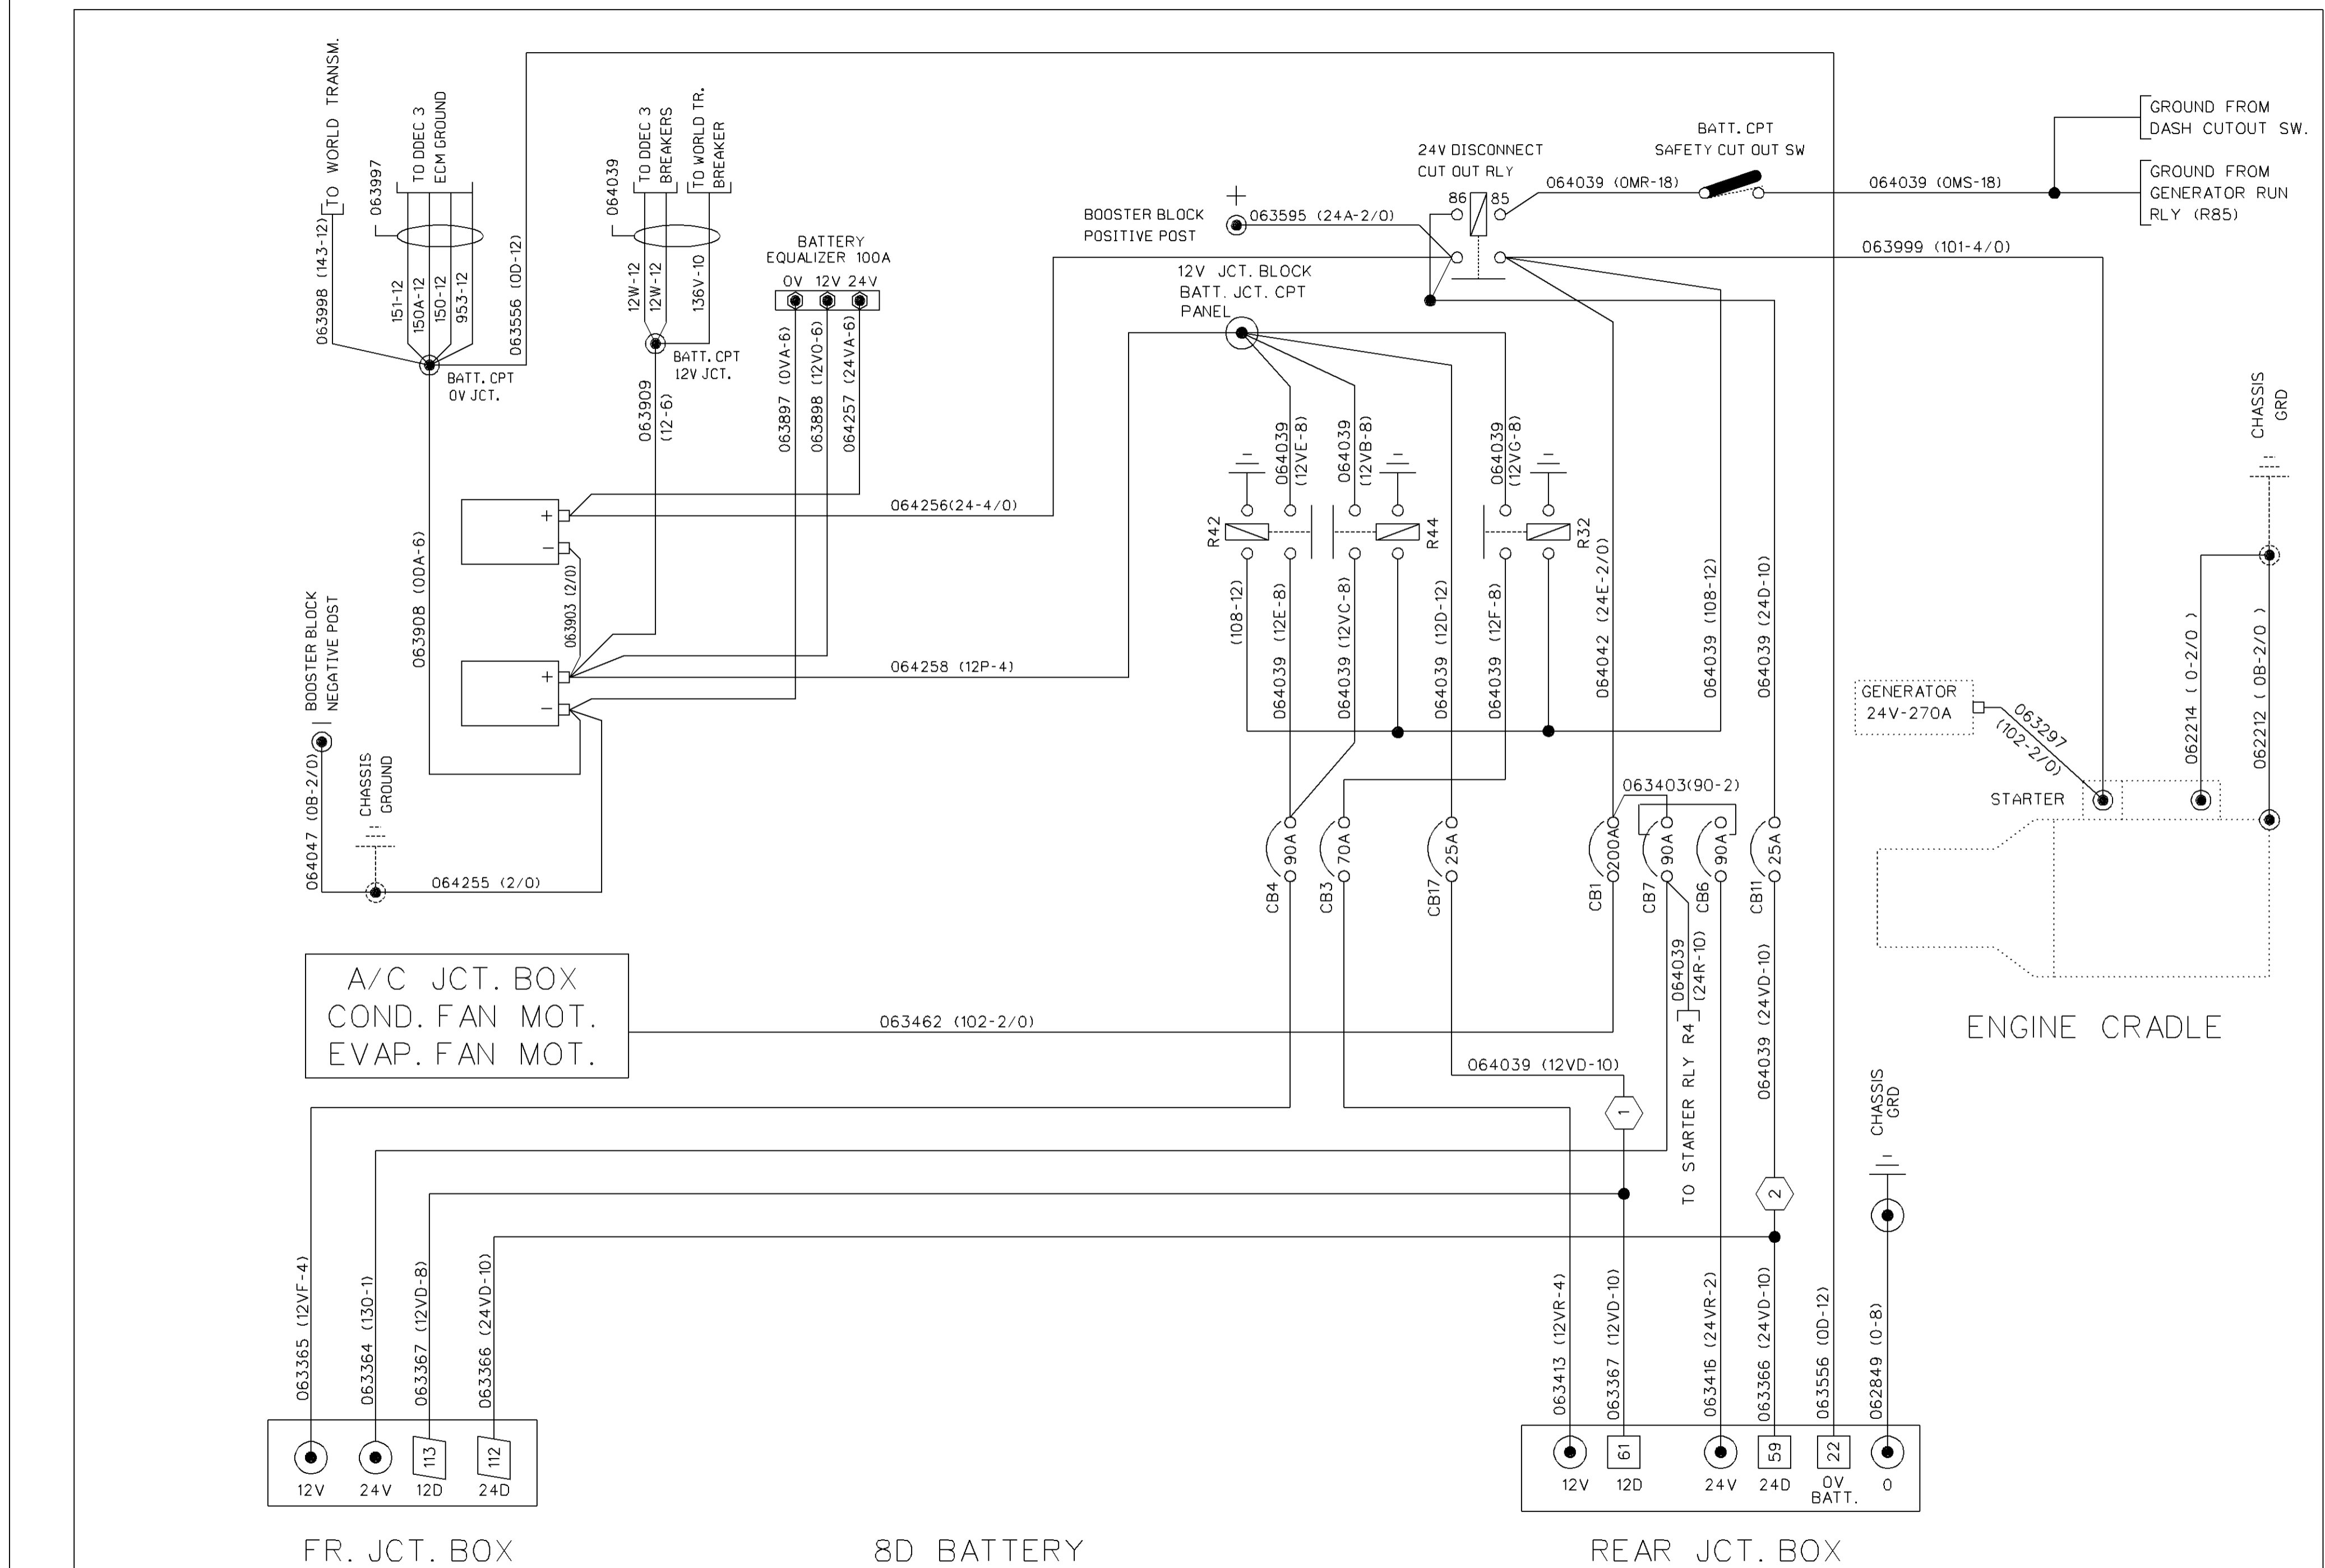 TO WORLD TRANSM.
063998 (143-12)
063997
TO DDEC 3
ECM GROUND
151-12
150A-12
150-12
953-12
063556 (0D-12)
BATT. CPT
0V JCT.
064039
TO DDEC 3
BREAKERS
TO WORLD TR.
BREAKER
12W-12
12W-12
136V-10
BATT. CPT
12V JCT.
063909
(12-6)
BATTERY
EQUALIZER 100A
0V 12V 24V
063897 (0VA-6)
063898 (12VO-6)
064257 (24VA-6)
BOOSTER BLOCK
POSITIVE POST
+
063595 (24A-2/0)
12V JCT. BLOCK
BATT. JCT. CPT
PANEL
24V DISCONNECT
CUT OUT RLY
86 85
064039 (OMR-18)
BATT. CPT
SAFETY CUT OUT SW
064039 (OMS-18)
GROUND FROM
DASH CUTOUT SW.
GROUND FROM
GENERATOR RUN
RLY (R85)
063999 (101-4/0)
CHASSIS
GRD
+
-
064256(24-4/0)
063903 (2/0)
063908 (0DA-6)
+
-
064258 (12P-4)
BOOSTER BLOCK
NEGATIVE POST
064047 (0B-2/0)
CHASSIS
GROUND
064255 (2/0)
064039
(12VE-8)
064039
(12VB-8)
064039
(12VG-8)
R42
R44
R32
(108-12)
064039 (12E-8)
064039 (12VC-8)
064039 (12D-12)
064039 (12F-8)
064042 (24E-2/0)
064039 (108-12)
064039 (24D-10)
GENERATOR
24V-270A
063297
(102-2/0)
062214 ( 0-2/0 )
062212 ( 0B-2/0 )
STARTER
063403(90-2)
CB4 90A
CB3 70A
CB17 25A
CB1 200A
CB7 90A
CB6 90A
CB11 25A
A/C JCT. BOX
COND. FAN MOT.
EVAP. FAN MOT.
063462 (102-2/0)
064039
(24R-10)
TO STARTER RLY R4
064039 (24VD-10)
064039 (12VD-10)
1
2
ENGINE CRADLE
CHASSIS
GRD
063365 (12VF-4)
063364 (130-1)
063367 (12VD-8)
063366 (24VD-10)
113
112
12V 24V 12D 24D
063413 (12VR-4)
063367 (12VD-10)
063416 (24VR-2)
063366 (24VD-10)
063556 (0D-12)
062849 (0-8)
61
59
22
12V 12D 24V 24D 0V 0
BATT.
FR. JCT. BOX
8D BATTERY
REAR JCT. BOX